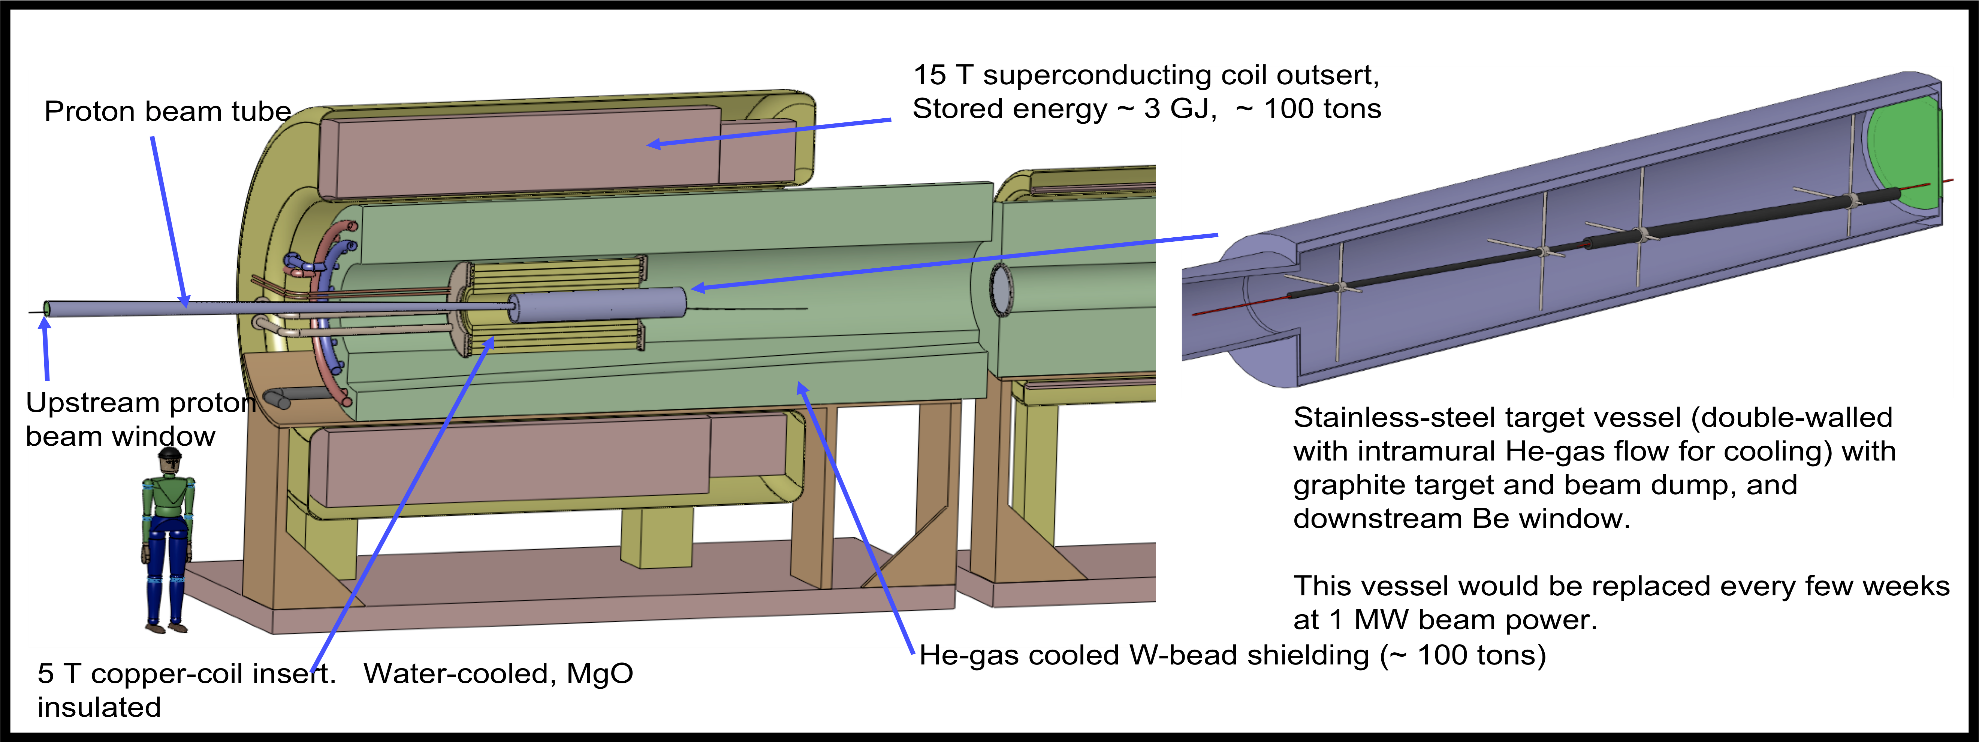 15 T superconducting coil outsert,
Stored energy ~ 3 GJ,  ~ 100 tons
Proton beam tube
Upstream proton
beam window
Stainless-steel target vessel (double-walled
with intramural He-gas flow for cooling) with
graphite target and beam dump, and
downstream Be window.
This vessel would be replaced every few weeks
at 1 MW beam power.
He-gas cooled W-bead shielding (~ 100 tons)
5 T copper-coil insert.   Water-cooled, MgO
insulated